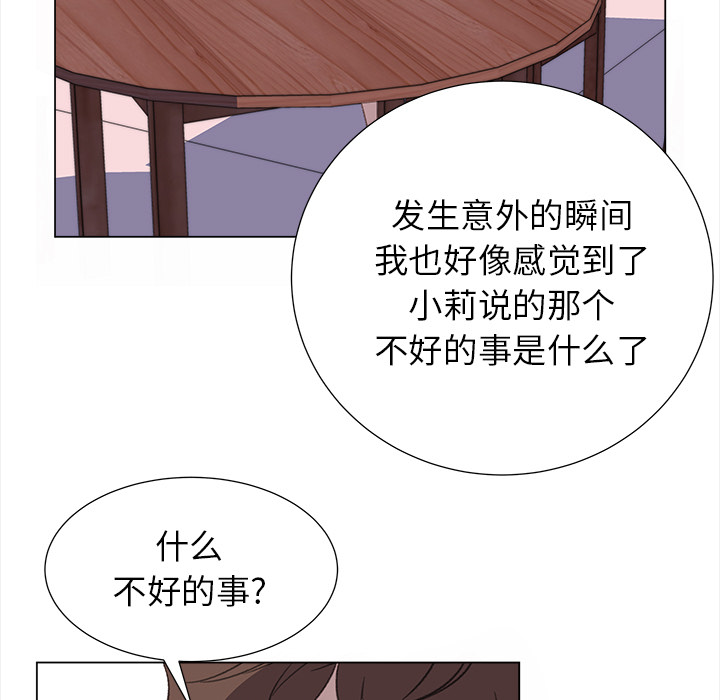 发生意外的瞬间
我也好像感觉到了
小莉说的那个
不好的事是什么了
什么
不好的事?